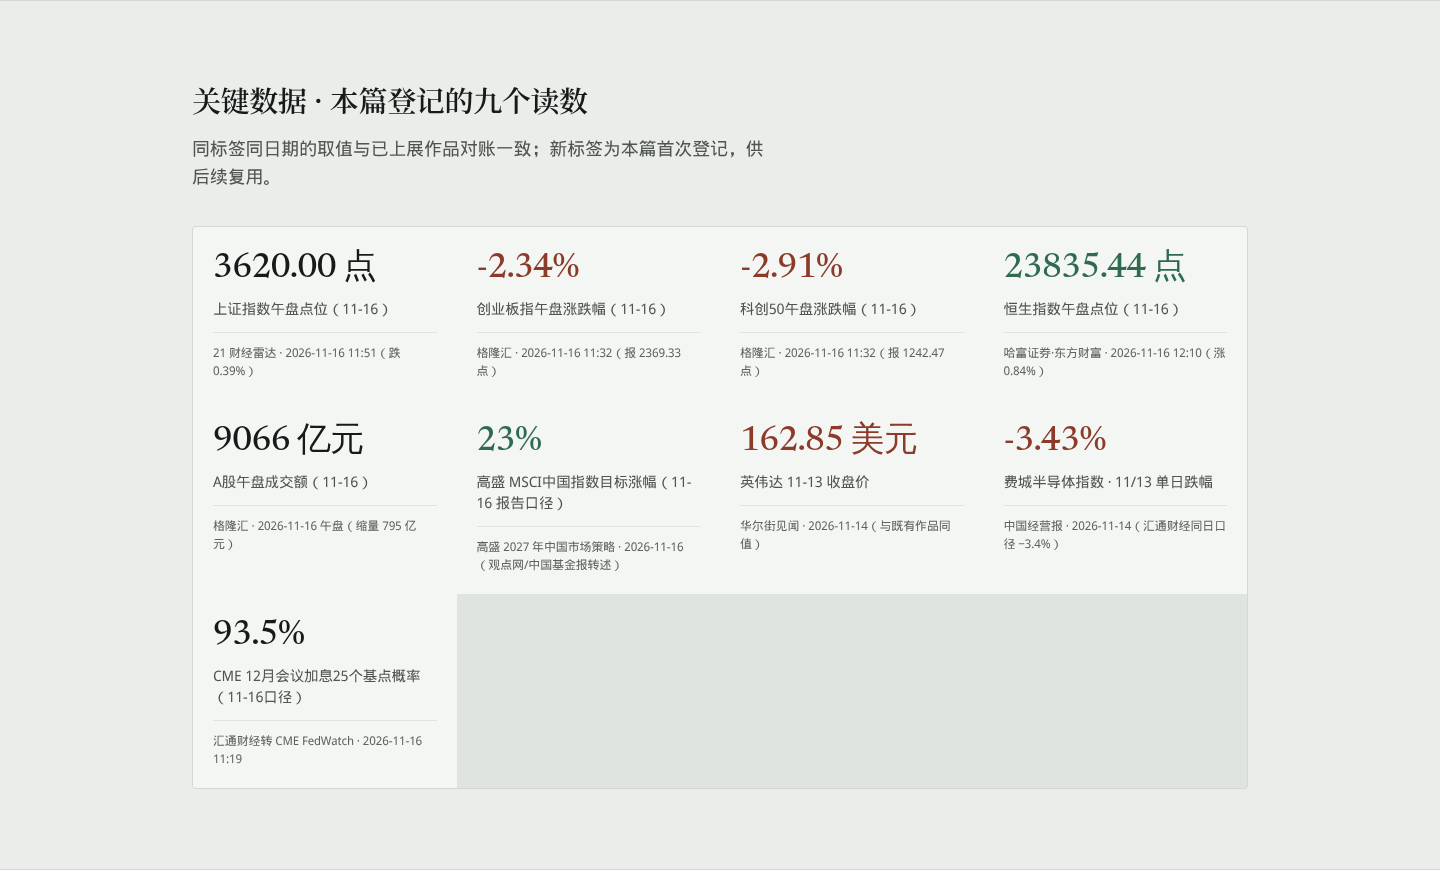 关键数据 · 本篇登记的九个读数
同标签同日期的取值与已上展作品对账一致；新标签为本篇首次登记，供
后续复用。
3620.00 点
上证指数午盘点位（11-16）
21 财经雷达 · 2026-11-16 11:51（跌
0.39%）
-2.34%
创业板指午盘涨跌幅（11-16）
格隆汇 · 2026-11-16 11:32（报 2369.33
点）
-2.91%
科创50午盘涨跌幅（11-16）
格隆汇 · 2026-11-16 11:32（报 1242.47
点）
23835.44 点
恒生指数午盘点位（11-16）
哈富证券·东方财富 · 2026-11-16 12:10（涨
0.84%）
9066 亿元
A股午盘成交额（11-16）
格隆汇 · 2026-11-16 午盘（缩量 795 亿
元）
23%
高盛 MSCI中国指数目标涨幅（11-
16 报告口径）
高盛 2027 年中国市场策略 · 2026-11-16
（观点网/中国基金报转述）
162.85 美元
英伟达 11-13 收盘价
华尔街见闻 · 2026-11-14（与既有作品同
值）
-3.43%
费城半导体指数 · 11/13 单日跌幅
中国经营报 · 2026-11-14（汇通财经同日口
径 −3.4%）
93.5%
CME 12月会议加息25个基点概率
（11-16口径）
汇通财经转 CME FedWatch · 2026-11-16
11:19